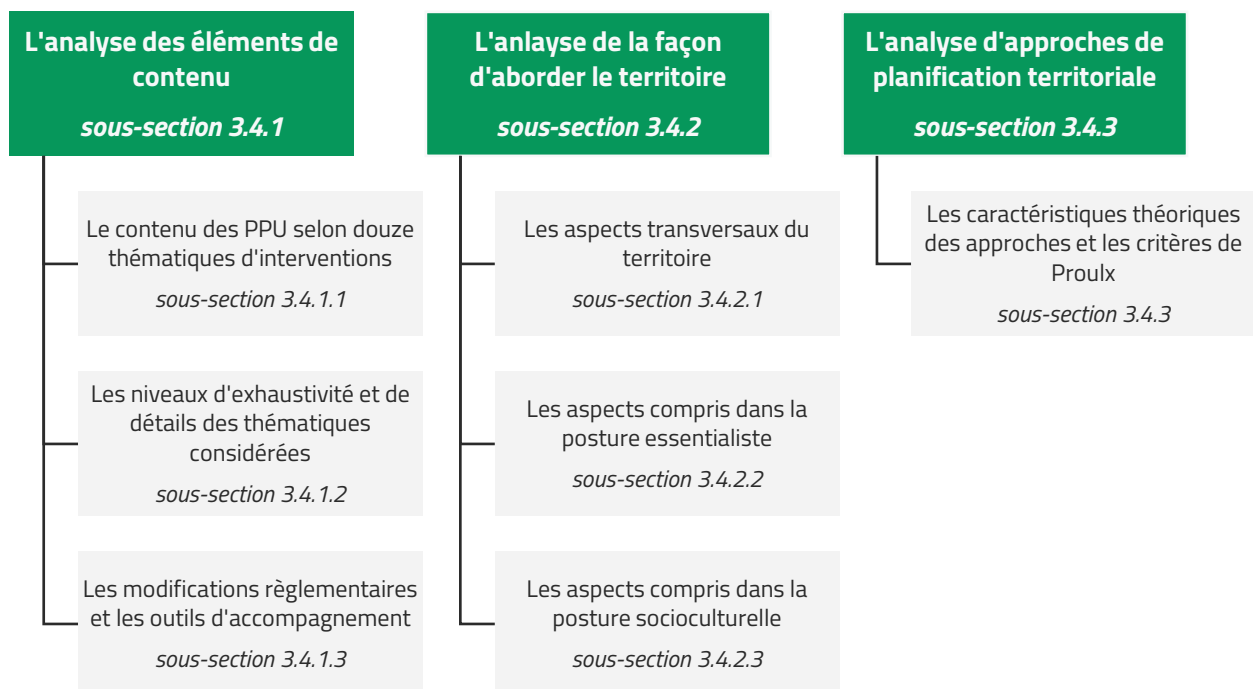 L'analyse des éléments de
contenu
sous-section 3.4.1
Le contenu des PPU selon douze
thématiques d'interventions
sous-section 3.4.1.1
Les niveaux d'exhaustivité et de
détails des thématiques
considérées
sous-section 3.4.1.2
Les modifications règlementaires
et les outils d'accompagnement
sous-section 3.4.1.3
L'anlayse de la façon
d'aborder le territoire
sous-section 3.4.2
Les aspects transversaux du
territoire
sous-section 3.4.2.1
Les aspects compris dans la
posture essentialiste
sous-section 3.4.2.2
Les aspects compris dans la
posture socioculturelle
sous-section 3.4.2.3
L'analyse d'approches de
planification territoriale
sous-section 3.4.3
Les caractéristiques théoriques
des approches et les critères de
Proulx
sous-section 3.4.3